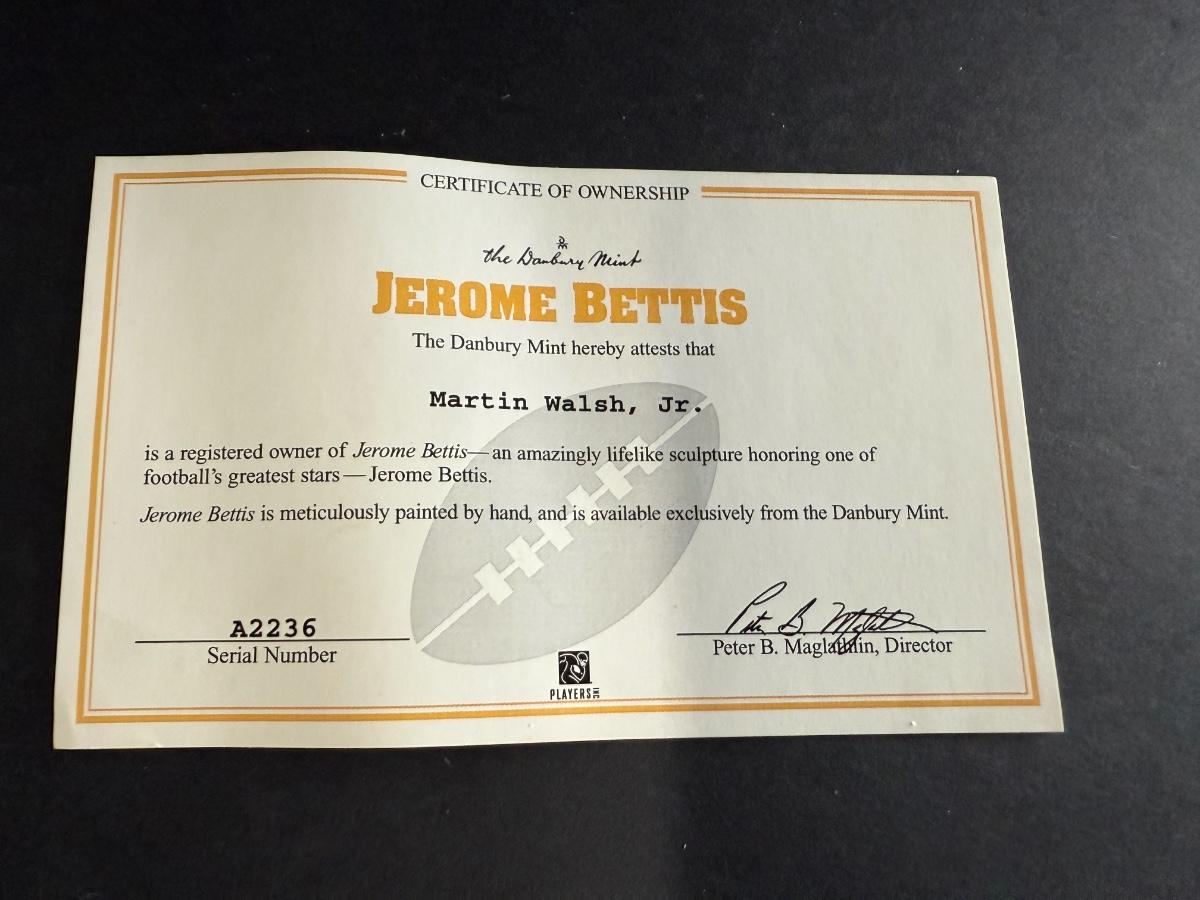 CERTIFICATE OF OWNERSHIP
the Danbury Mint
JEROME BETTIS
The Danbury Mint hereby attests that
Martin Walsh, Jr.
is a registered owner of Jerome Bettis—an amazingly lifelike sculpture honoring one of
football's greatest stars—Jerome Bettis.
Jerome Bettis is meticulously painted by hand, and is available exclusively from the Danbury Mint.
A2236
Serial Number
Peter B. Maglathlin
Peter B. Maglathlin, Director
PLAYERS INC